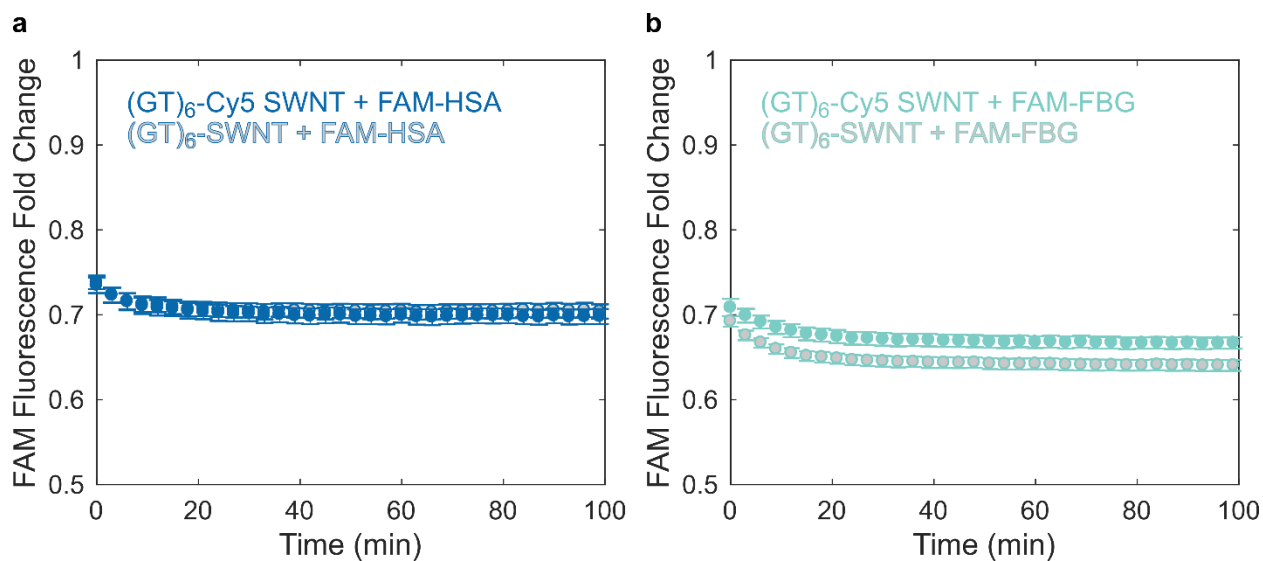 a
1
0.9
0.8
0.7
0.6
0.5
FAM Fluorescence Fold Change
(GT)6-Cy5 SWNT + FAM-HSA
(GT)6-SWNT + FAM-HSA
0 20 40 60 80 100
Time (min)
b
1
0.9
0.8
0.7
0.6
0.5
FAM Fluorescence Fold Change
(GT)6-Cy5 SWNT + FAM-FBG
(GT)6-SWNT + FAM-FBG
0 20 40 60 80 100
Time (min)